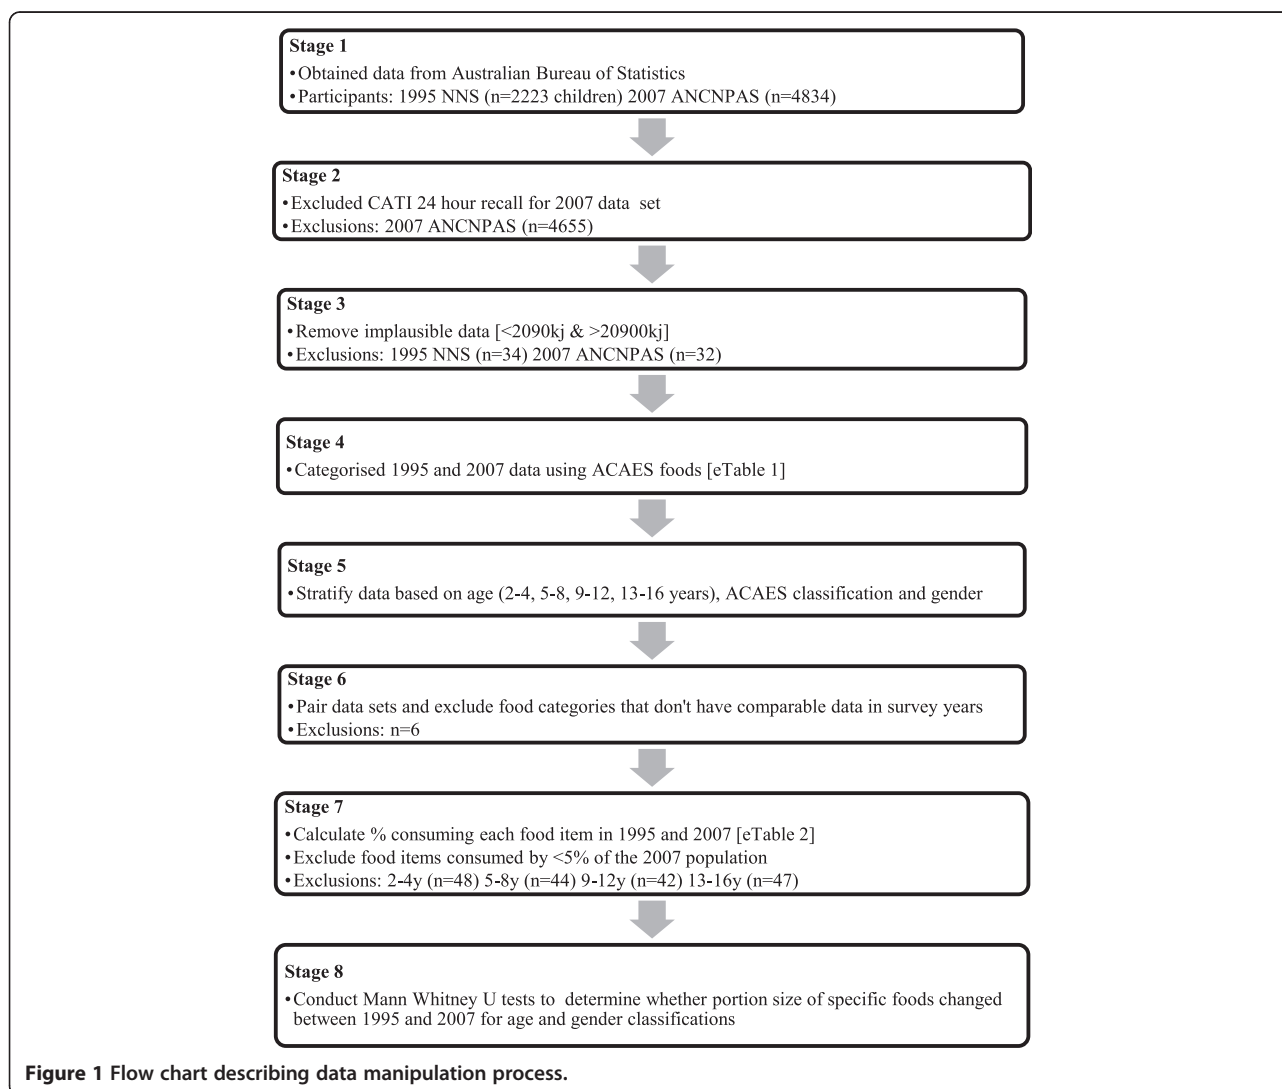 Stage 1
•Obtained data from Australian Bureau of Statistics
•Participants: 1995 NNS (n=2223 children) 2007 ANCNPAS (n=4834)
Stage 2
•Excluded CATI 24 hour recall for 2007 data set
•Exclusions: 2007 ANCNPAS (n=4655)
Stage 3
•Remove implausible data [<2090kj & >20900kj]
•Exclusions: 1995 NNS (n=34) 2007 ANCNPAS (n=32)
Stage 4
•Categorised 1995 and 2007 data using ACAES foods [eTable 1]
Stage 5
•Stratify data based on age (2-4, 5-8, 9-12, 13-16 years), ACAES classification and gender
Stage 6
•Pair data sets and exclude food categories that don't have comparable data in survey years
•Exclusions: n=6
Stage 7
•Calculate % consuming each food item in 1995 and 2007 [eTable 2]
•Exclude food items consumed by <5% of the 2007 population
•Exclusions: 2-4y (n=48) 5-8y (n=44) 9-12y (n=42) 13-16y (n=47)
Stage 8
•Conduct Mann Whitney U tests to determine whether portion size of specific foods changed
between 1995 and 2007 for age and gender classifications
Figure 1 Flow chart describing data manipulation process.